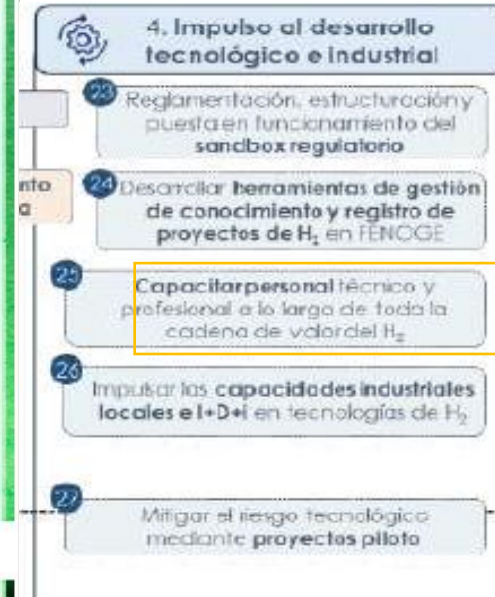 4. Impulso al desarrollo
tecnológico e industrial
23
Reglamentación, estructuración y
puesta en funcionamiento del
sandbox regulatorio
nto
a
24
Desarrollar herramientas de gestión
de conocimiento y registro de
proyectos de H₂ en FENOGE
25
Capacitar personal técnico y
profesional a lo largo de toda la
cadena de valor del H₂
26
Impulsar las capacidades industriales
locales e I+D+i en tecnologías de H₂
27
Mitigar el riesgo tecnológico
mediante proyectos piloto